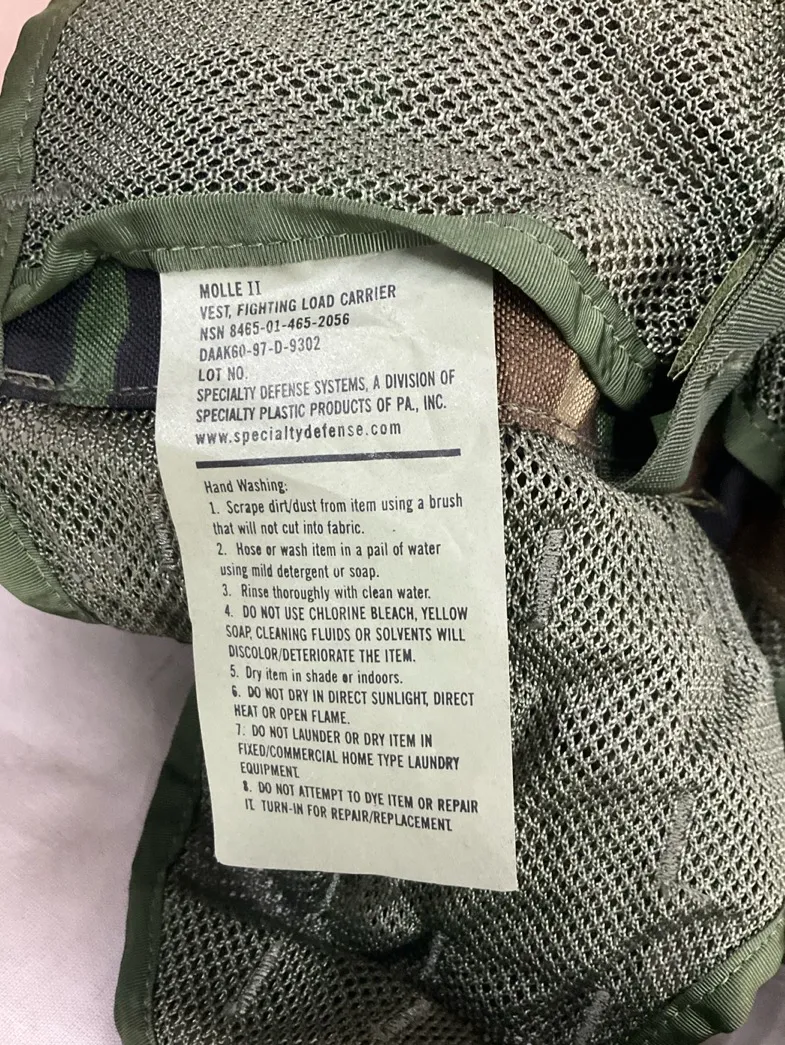 MOLLE II
VEST, FIGHTING LOAD CARRIER
NSN 8465-01-465-2056
DAAK60-97-D-9302
LOT NO.
SPECIALTY DEFENSE SYSTEMS, A DIVISION OF
SPECIALTY PLASTIC PRODUCTS OF PA., INC.
www.specialtydefense.com
Hand Washing:
1. Scrape dirt/dust from item using a brush
that will not cut into fabric.
2. Hose or wash item in a pail of water
using mild detergent or soap.
3. Rinse thoroughly with clean water.
4. DO NOT USE CHLORINE BLEACH, YELLOW
SOAP, CLEANING FLUIDS OR SOLVENTS WILL
DISCOLOR/DETERIORATE THE ITEM.
5. Dry item in shade or indoors.
6. DO NOT DRY IN DIRECT SUNLIGHT, DIRECT
HEAT OR OPEN FLAME.
7. DO NOT LAUNDER OR DRY ITEM IN
FIXED/COMMERCIAL HOME TYPE LAUNDRY
EQUIPMENT.
8. DO NOT ATTEMPT TO DYE ITEM OR REPAIR
IT. TURN-IN FOR REPAIR/REPLACEMENT.